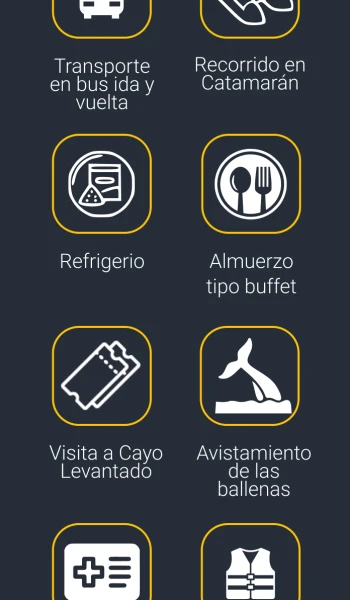 Transporte
en bus ida y
vuelta
Recorrido en
Catamarán
Refrigerio
Almuerzo
tipo buffet
Visita a Cayo
Levantado
Avistamiento
de las
ballenas